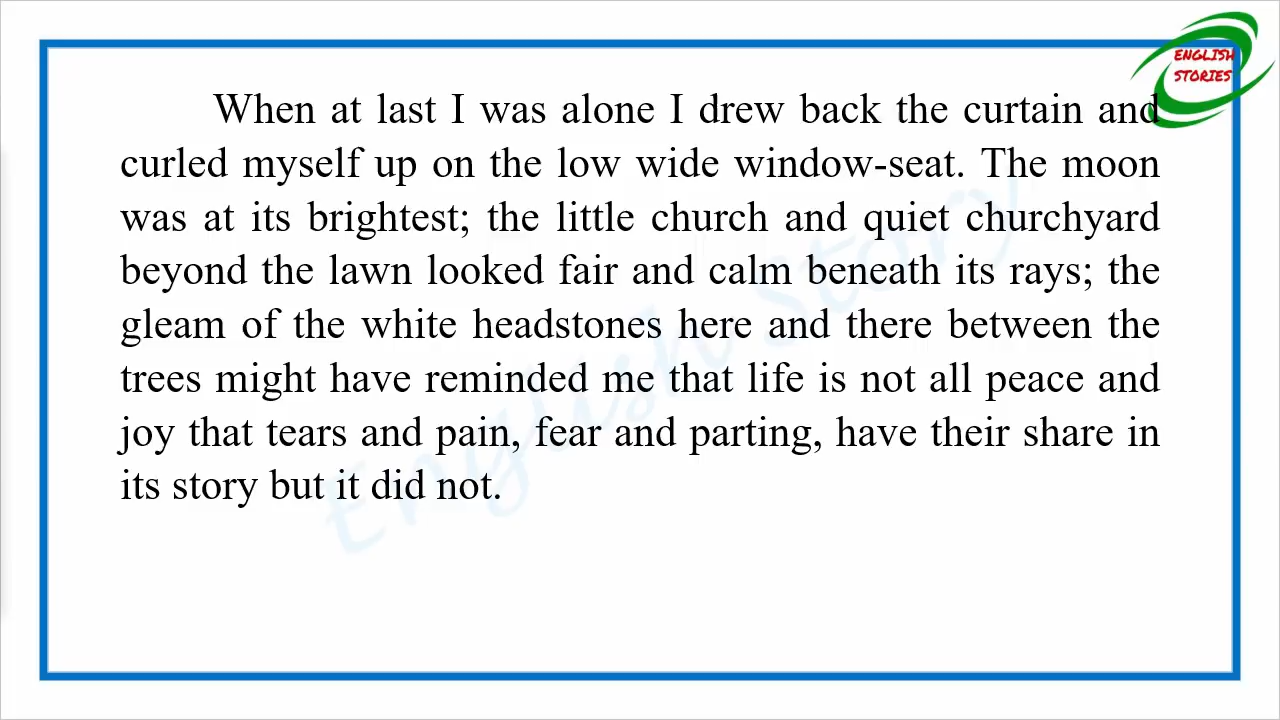 ENGLISH
STORIES
When at last I was alone I drew back the curtain and
curled myself up on the low wide window-seat. The moon
was at its brightest; the little church and quiet churchyard
beyond the lawn looked fair and calm beneath its rays; the
gleam of the white headstones here and there between the
trees might have reminded me that life is not all peace and
joy that tears and pain, fear and parting, have their share in
its story but it did not.
English Story